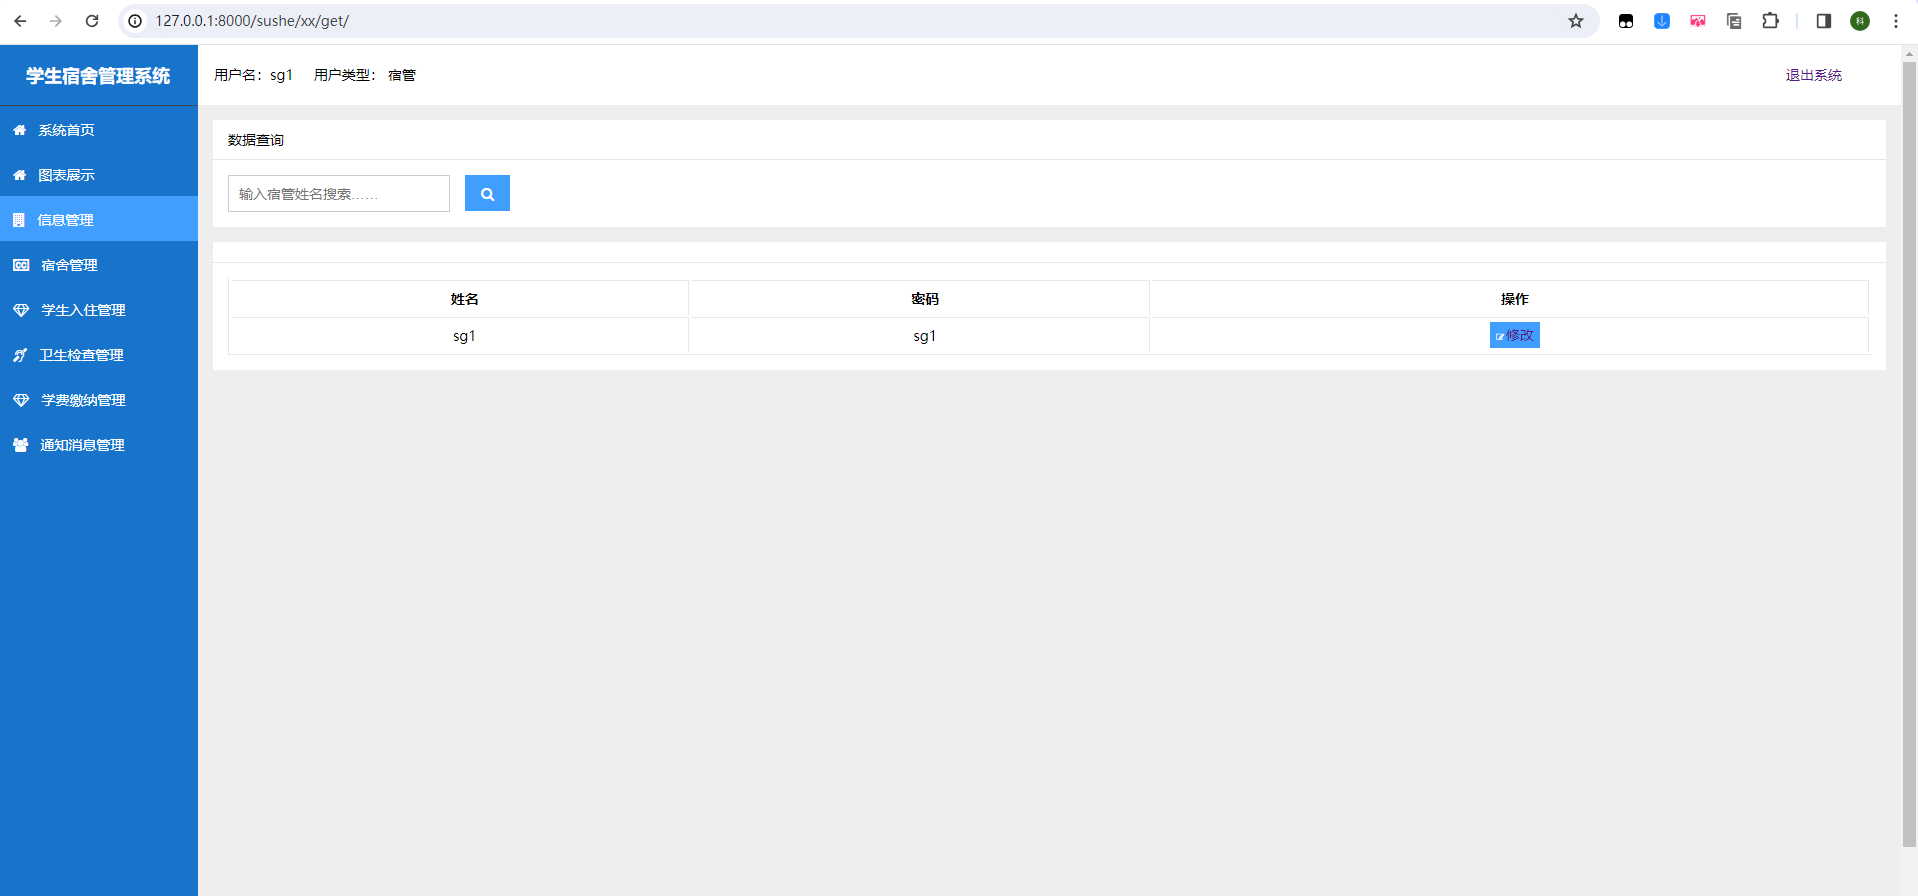 127.0.0.1:8000/sushe/xx/get/
科
学生宿舍管理系统
用户名：sg1 用户类型： 宿管
退出系统
系统首页
图表展示
信息管理
宿舍管理
学生入住管理
卫生检查管理
学费缴纳管理
通知消息管理
数据查询
输入宿管姓名搜索……
姓名 密码 操作
sg1 sg1 修改